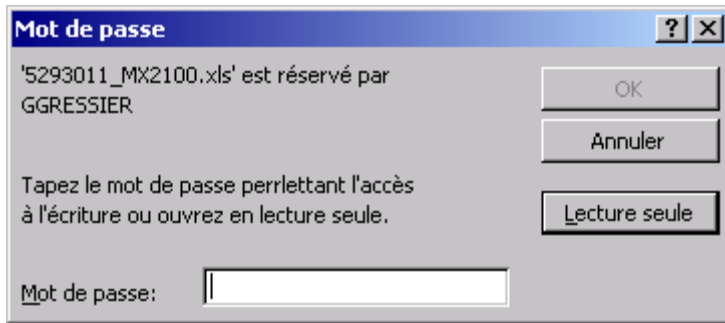 Mot de passe
'5293011_MX2100.xls' est réservé par
GGRESSIER
OK
Annuler
Tapez le mot de passe perrlettant l'accès
à l'écriture ou ouvrez en lecture seule.
Lecture seule
Mot de passe: